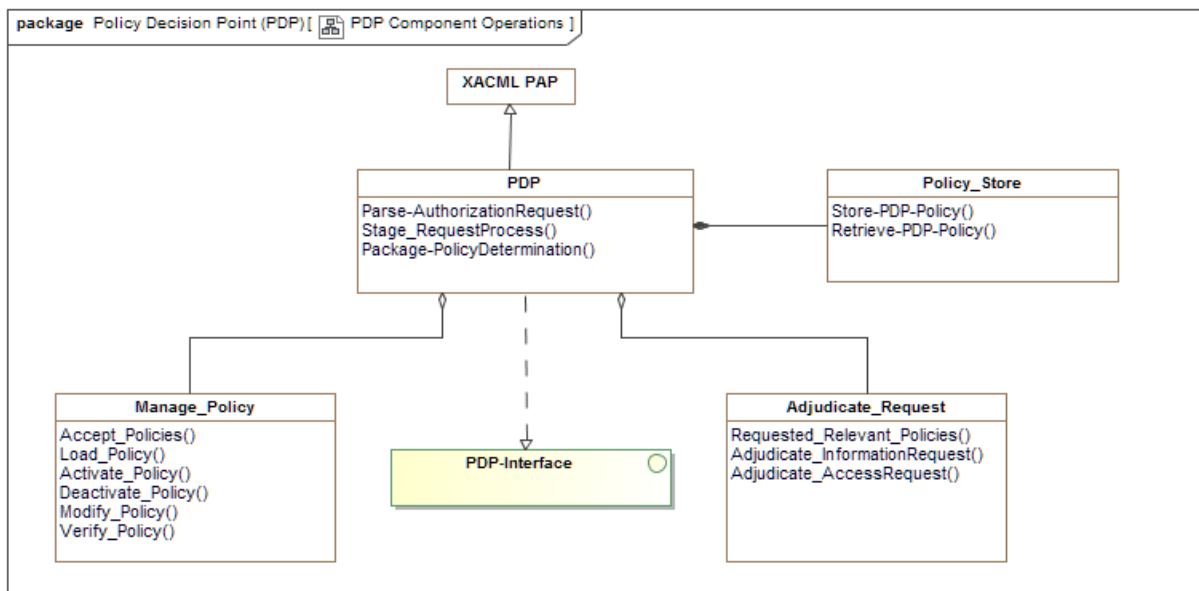 package Policy Decision Point (PDP) [ PDP Component Operations ]
XACML PAP
PDP
Parse-AuthorizationRequest()
Stage_RequestProcess()
Package-PolicyDetermination()
Policy_Store
Store-PDP-Policy()
Retrieve-PDP-Policy()
Manage_Policy
Accept_Policies()
Load_Policy()
Activate_Policy()
Deactivate_Policy()
Modify_Policy()
Verify_Policy()
PDP-Interface
Adjudicate_Request
Requested_Relevant_Policies()
Adjudicate_InformationRequest()
Adjudicate_AccessRequest()